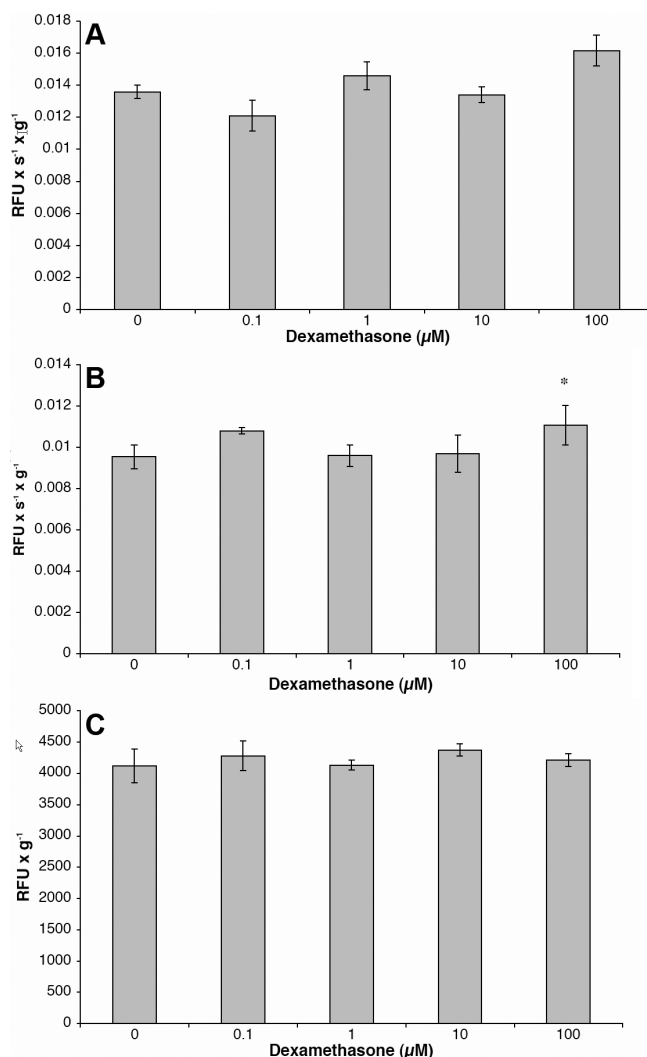 A
0.018
0.016
0.014
0.012
0.01
0.008
0.006
0.004
0.002
0
RFU x s⁻¹ x g⁻¹
0 0.1 1 10 100
Dexamethasone (µM)
B
*
0.014
0.012
0.01
0.008
0.006
0.004
0.002
0
RFU x s⁻¹ x g⁻¹
0 0.1 1 10 100
Dexamethasone (µM)
C
5000
4500
4000
3500
3000
2500
2000
1500
1000
500
0
RFU x g⁻¹
0 0.1 1 10 100
Dexamethasone (µM)